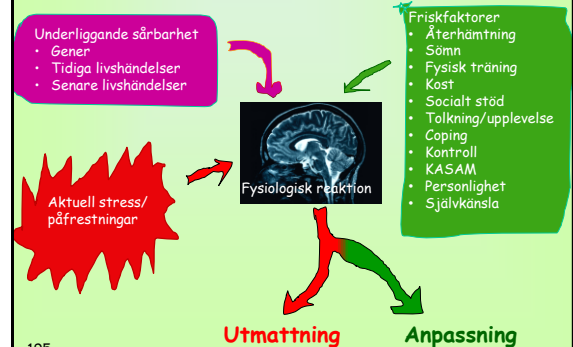 Underliggande sårbarhet
• Gener
• Tidiga livshändelser
• Senare livshändelser
Friskfaktorer
• Återhämtning
• Sömn
• Fysisk träning
• Kost
• Socialt stöd
• Tolkning/upplevelse
• Coping
• Kontroll
• KASAM
• Personlighet
• Självkänsla
Aktuell stress/
påfrestningar
Fysiologisk reaktion
Utmattning
Anpassning